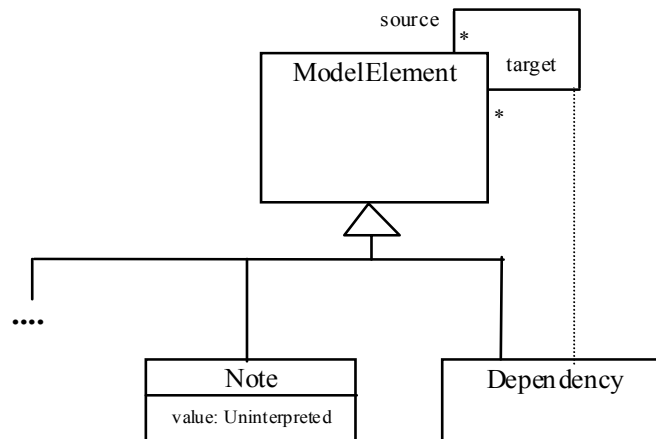 source
*
ModelElement
target
*
....
Note
Dependency
value: Uninterpreted